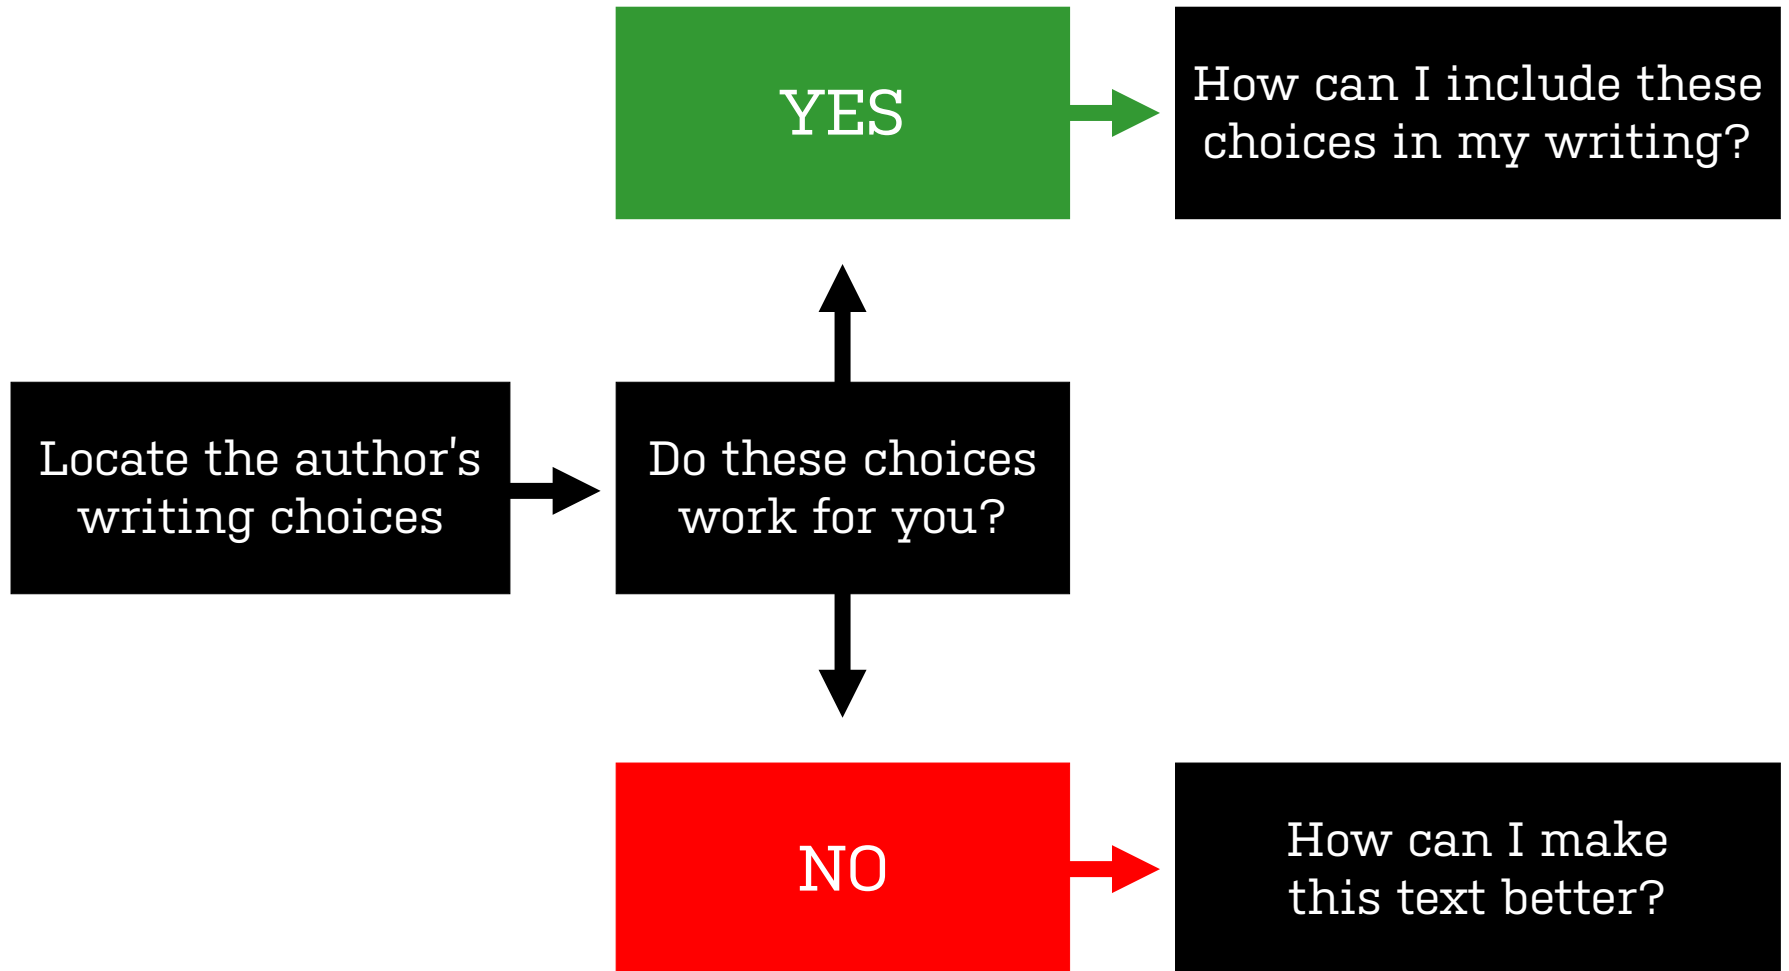 YES
How can I include these
choices in my writing?
Locate the author's
writing choices
Do these choices
work for you?
NO
How can I make
this text better?